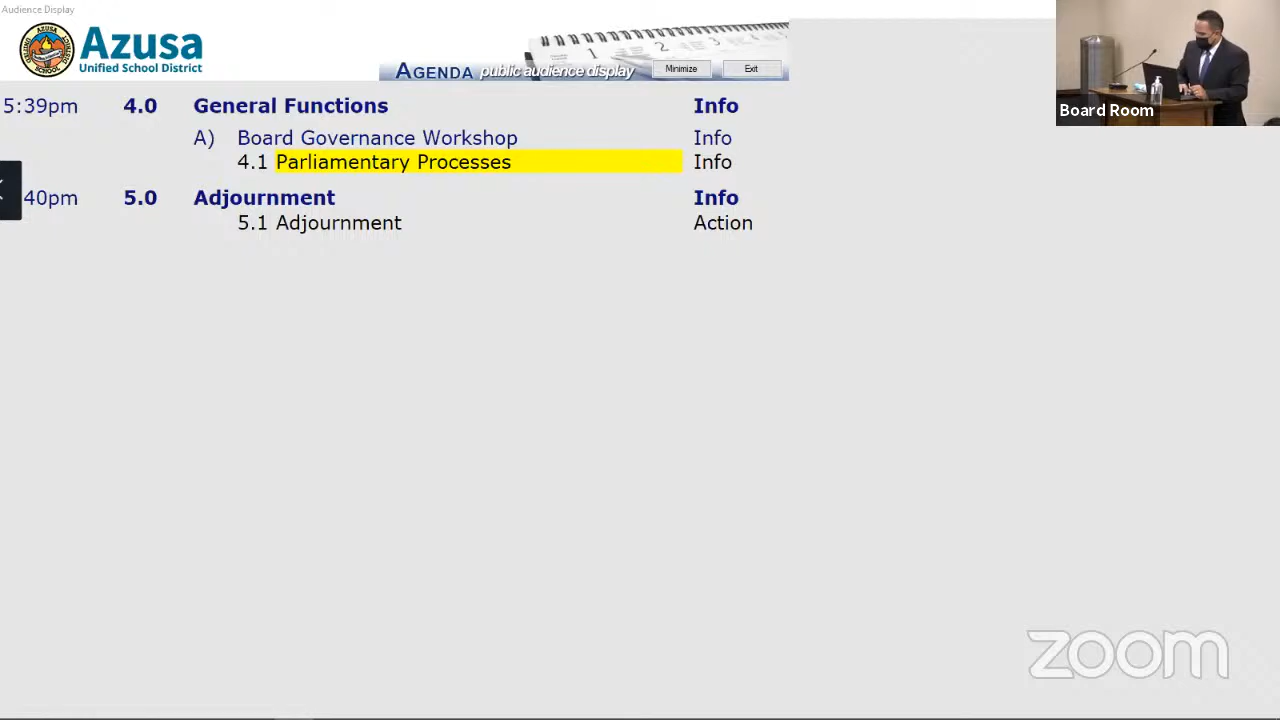 Audience Display
Azusa
Unified School District
AGENDA public audience display
Minimize
Exit
Board Room
5:39pm 4.0 General Functions Info
A) Board Governance Workshop Info
4.1 Parliamentary Processes Info
40pm 5.0 Adjournment Info
5.1 Adjournment Action
zoom